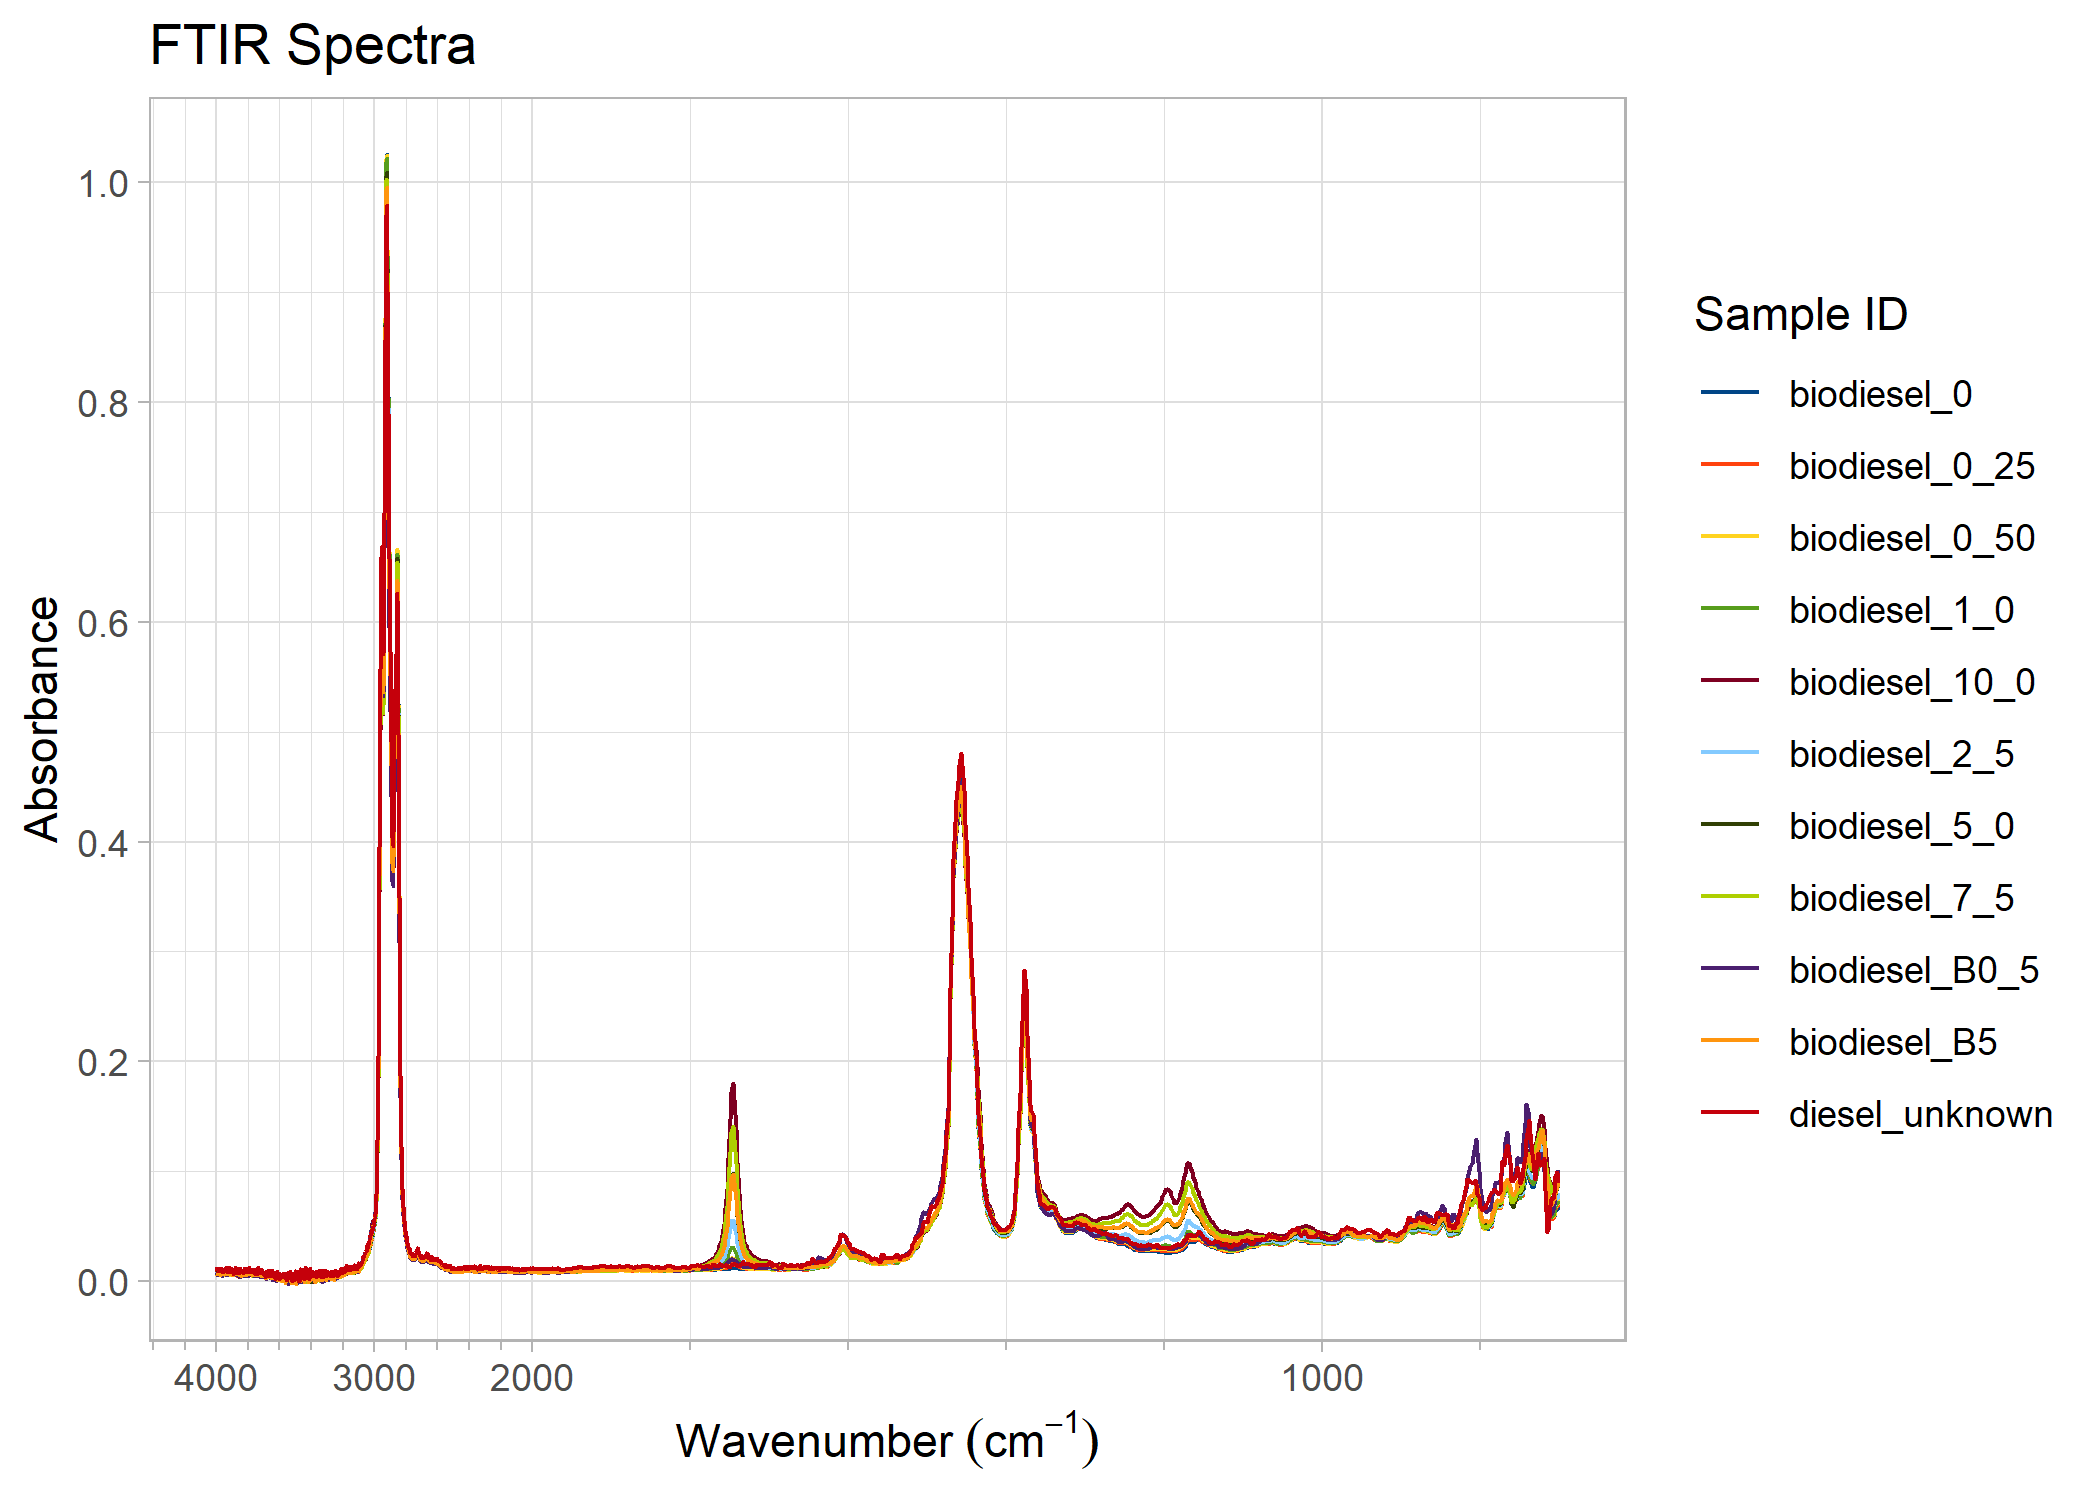 FTIR Spectra
1.0
0.8
0.6
0.4
0.2
0.0
Absorbance
4000 3000 2000 1000
Wavenumber (cm⁻¹)
Sample ID
biodiesel_0
biodiesel_0_25
biodiesel_0_50
biodiesel_1_0
biodiesel_10_0
biodiesel_2_5
biodiesel_5_0
biodiesel_7_5
biodiesel_B0_5
biodiesel_B5
diesel_unknown